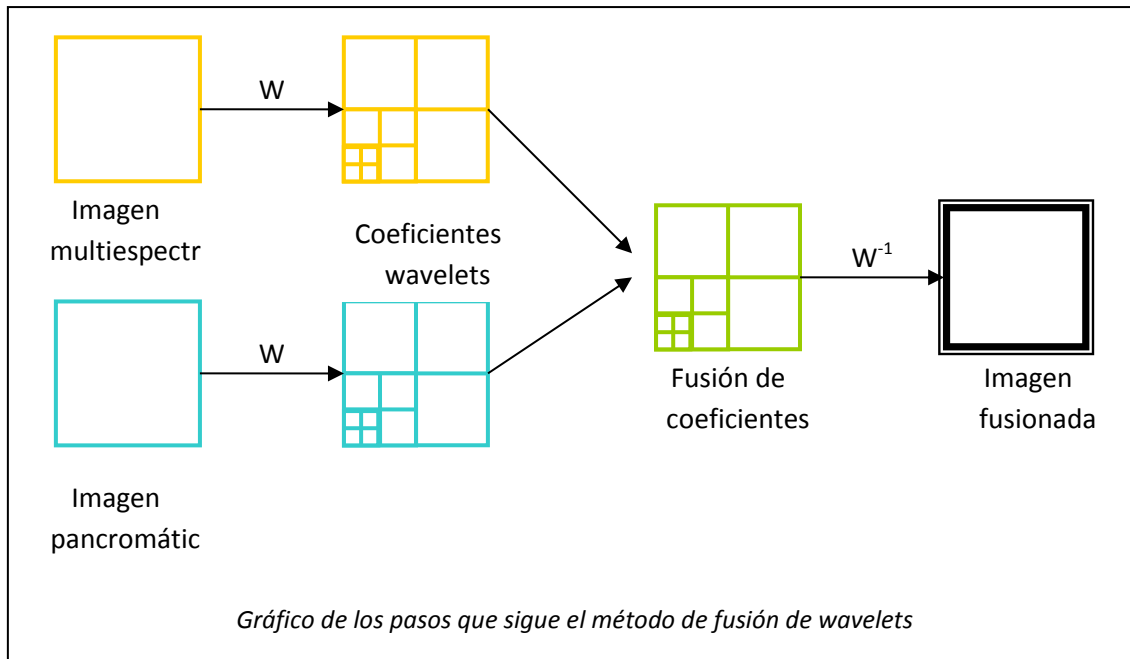 W
Imagen
multiespectr
Coeficientes
wavelets
W
Imagen
pancromátic
Fusión de
coeficientes
W⁻¹
Imagen
fusionada
Gráfico de los pasos que sigue el método de fusión de wavelets